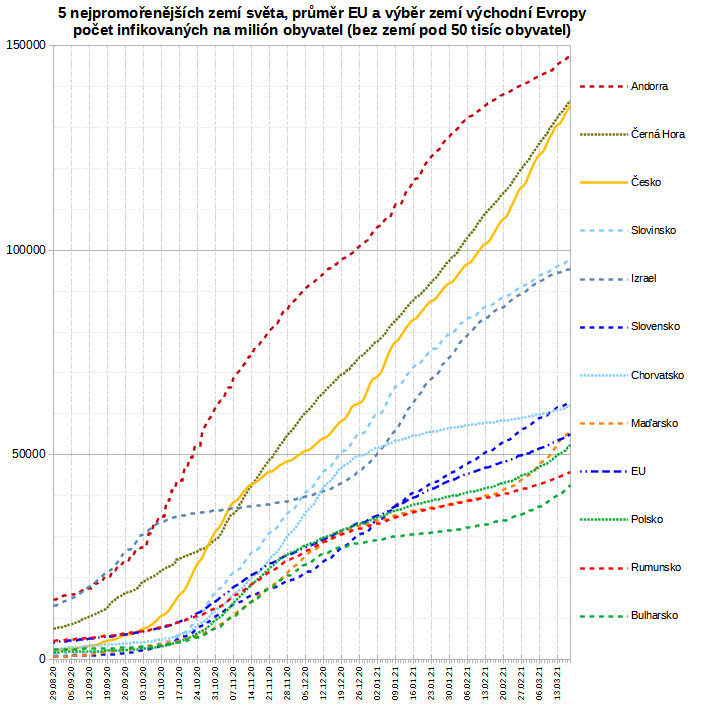 5 nejpromořenějších zemí světa, průměr EU a výběr zemí východní Evropy
počet infikovaných na milión obyvatel (bez zemí pod 50 tisíc obyvatel)
150000
100000
50000
0
Andorra
Černá Hora
Česko
Slovinsko
Izrael
Slovensko
Chorvatsko
Maďarsko
EU
Polsko
Rumunsko
Bulharsko
29.08.20
05.09.20
12.09.20
19.09.20
26.09.20
03.10.20
10.10.20
17.10.20
24.10.20
31.10.20
07.11.20
14.11.20
21.11.20
28.11.20
05.12.20
12.12.20
19.12.20
26.12.20
02.01.21
09.01.21
16.01.21
23.01.21
30.01.21
06.02.21
13.02.21
20.02.21
27.02.21
06.03.21
13.03.21